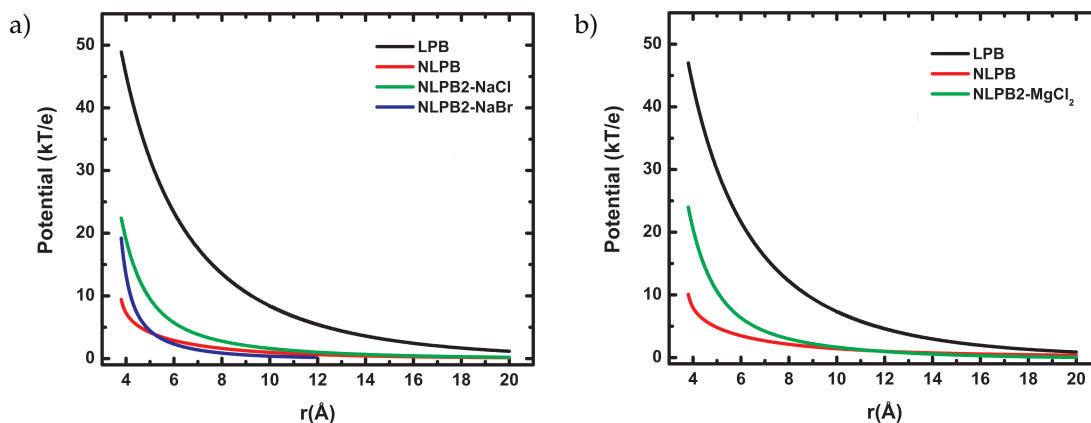 a)
Potential (kT/e)
50
40
30
20
10
0
LPB
NLPB
NLPB2-NaCl
NLPB2-NaBr
4 6 8 10 12 14 16 18 20
r(Å)
b)
Potential (kT/e)
50
40
30
20
10
0
LPB
NLPB
NLPB2-MgCl₂
4 6 8 10 12 14 16 18 20
r(Å)